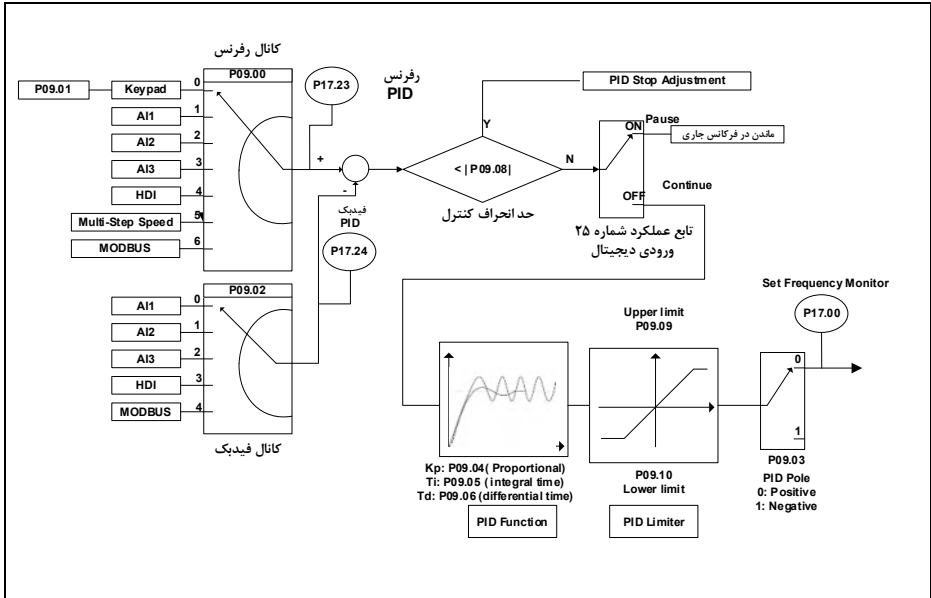 کانال رفرنس
P09.00
P09.01
Keypad
0
AI1
1
AI2
2
AI3
3
HDI
4
Multi-Step Speed
5
MODBUS
6
P17.23
رفرنس
PID
+
-
فیدبک
PID
P17.24
PID Stop Adjustment
Y
< | P09.08|
N
حد انحراف کنترل
Pause
ON
ماندن در فرکانس جاری
Continue
OFF
تابع عملکرد شماره ۲۵
ورودی دیجیتال
P09.02
AI1
0
AI2
1
AI3
2
HDI
3
MODBUS
4
کانال فیدبک
Kp: P09.04( Proportional)
Ti: P09.05 ( integral time)
Td: P09.06 (differential time)
PID Function
Upper limit
P09.09
P09.10
Lower limit
PID Limiter
Set Frequency Monitor
P17.00
0
1
P09.03
PID Pole
0: Positive
1: Negative